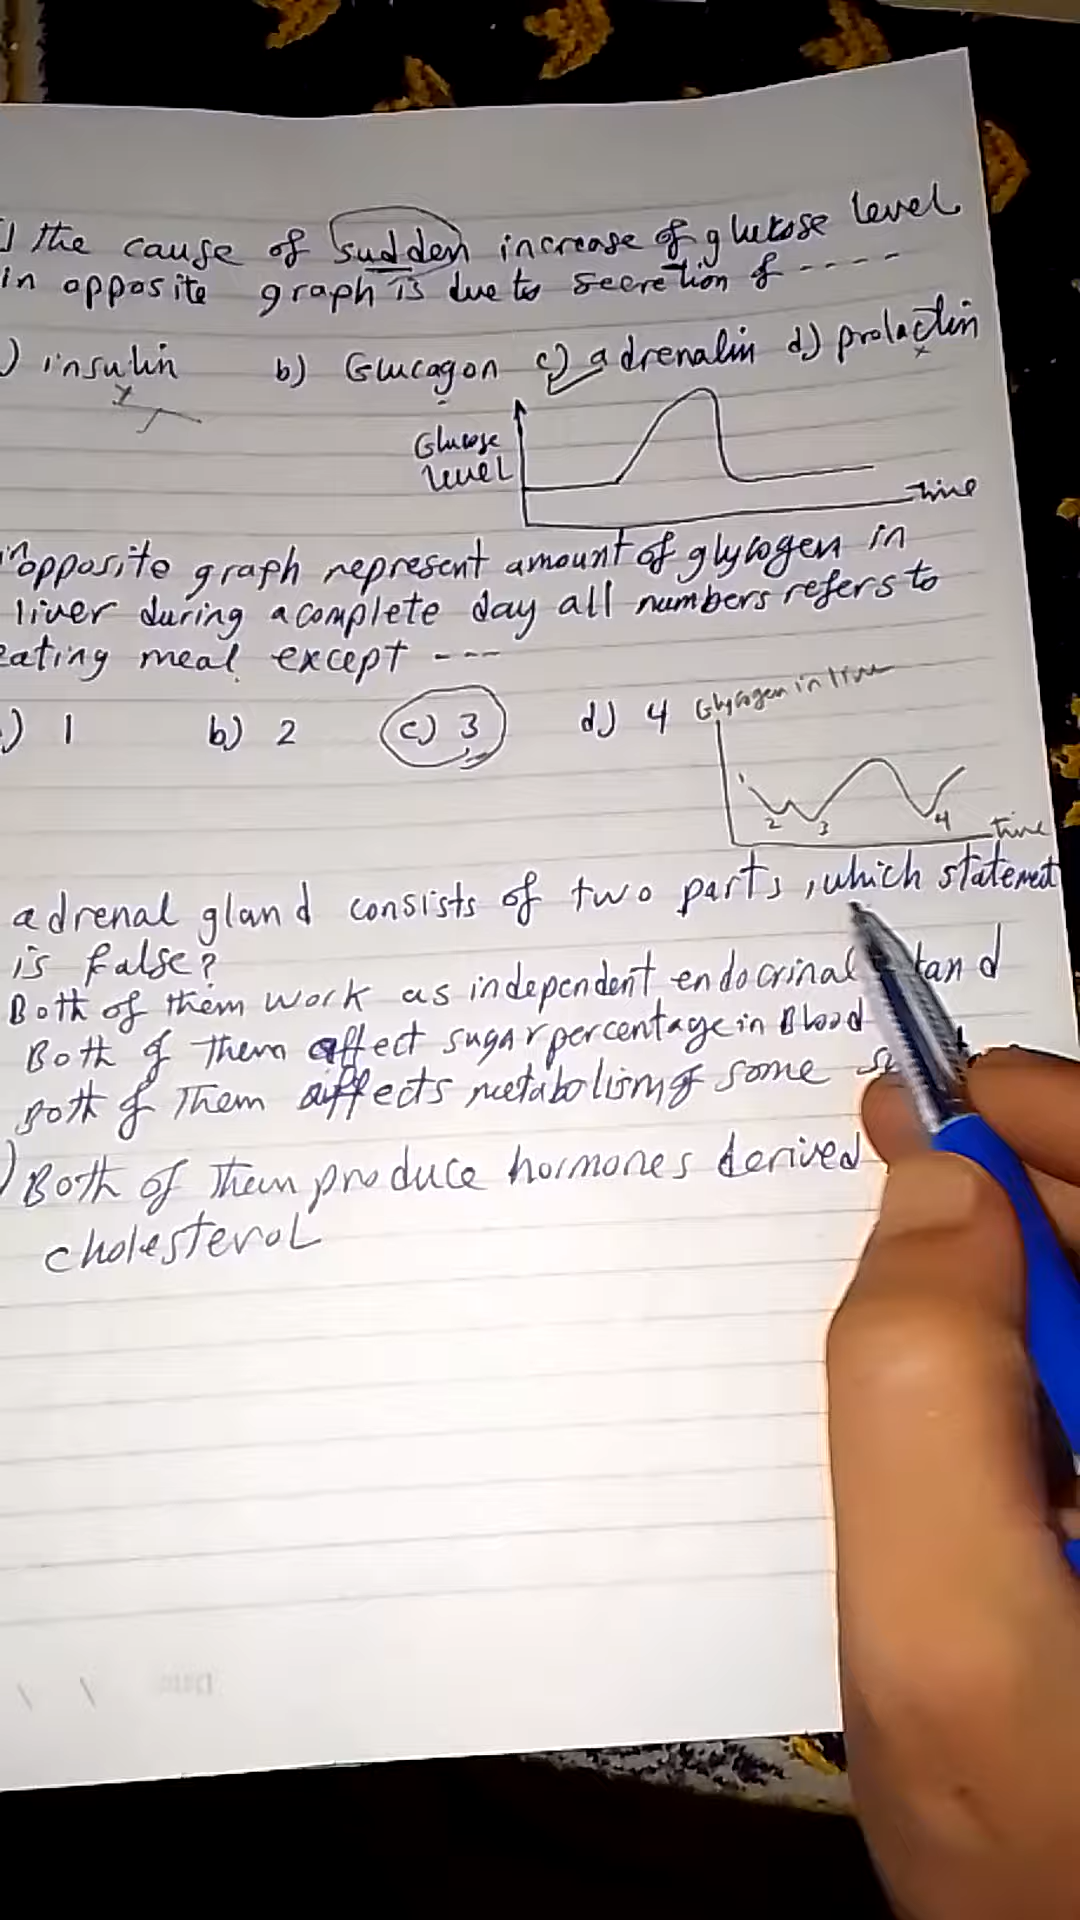 the cause of sudden increase of glucose level
in opposite graph is due to secretion of -----
) insulin b) Glucagon c) adrenalin d) prolactin
Glucose
level
Time
in opposite graph represent amount of glycogen in
liver during a complete day all numbers refers to
eating meal except ---
) 1 b) 2 c) 3 d) 4
Glycogen in liver
1 2 3 4
Time
adrenal gland consists of two parts, which statement
is false?
Both of them work as independent endocrinal
Both of them affect sugar percentage in Blood
Both of Them affects metabolism of some
) Both of Them produce hormones derived
cholesterol